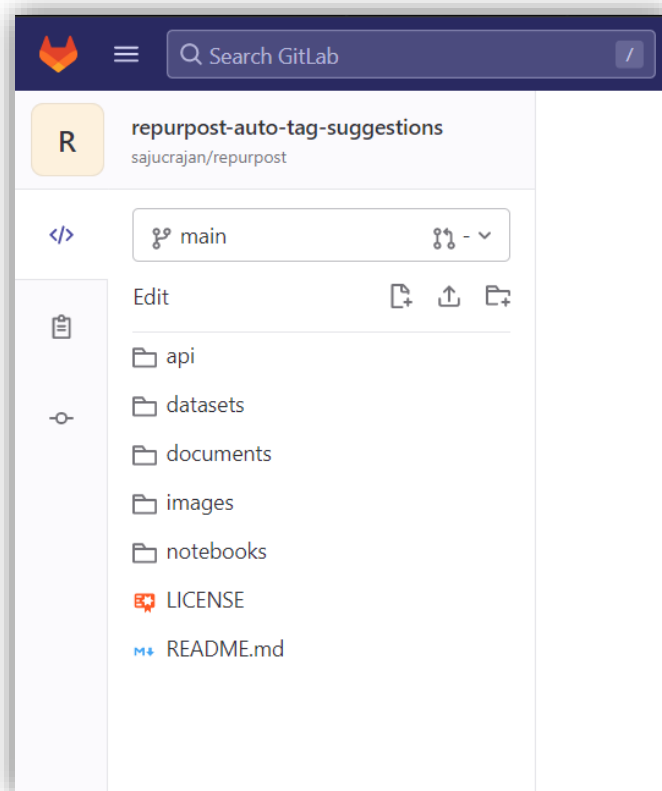 Search GitLab /
R
repurpost-auto-tag-suggestions
sajucrajan/repurpost
</> main -
Edit
api
datasets
documents
images
notebooks
LICENSE
M↓ README.md